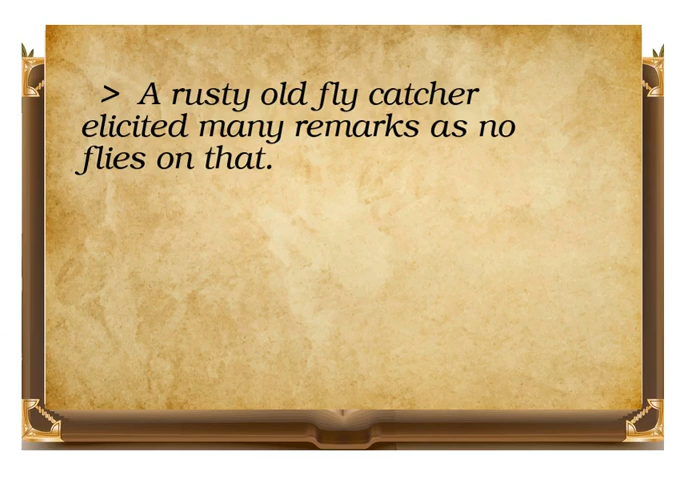 > A rusty old fly catcher
elicited many remarks as no
flies on that.